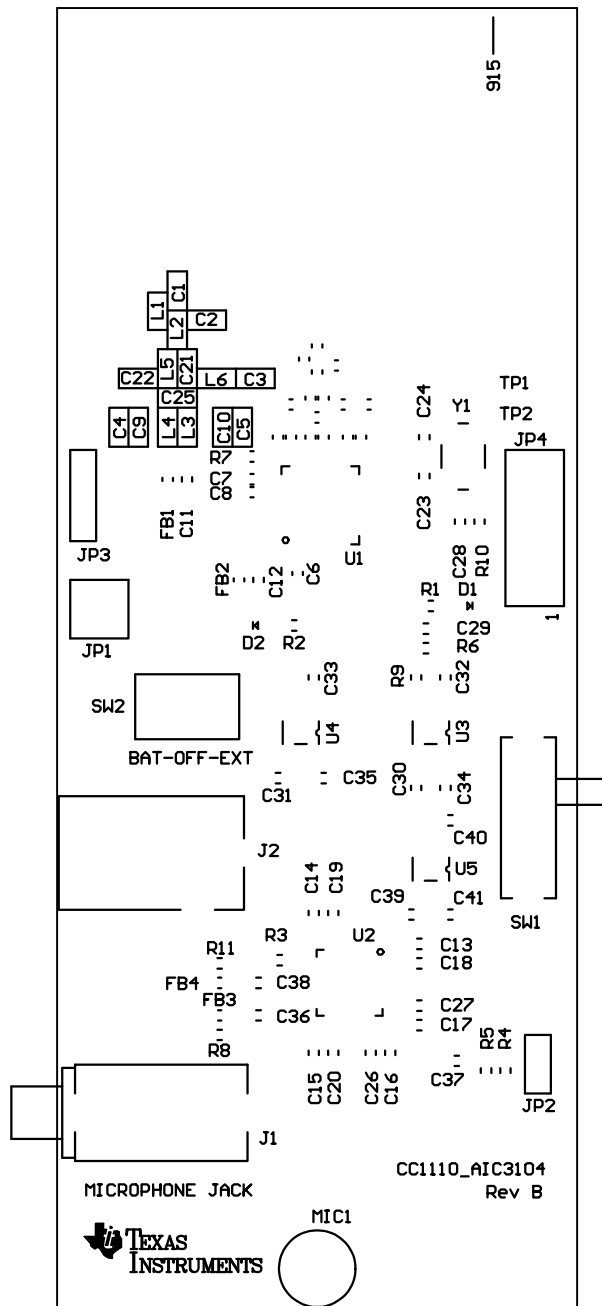 915
C1
L1
C2
L2
L5
C21
C22
L6
C3
C25
C4
C9
L4
L3
C10
C5
C24
Y1
TP1
TP2
JP4
R7
C7
C8
FB1
C11
C23
JP3
U1
C28
R10
FB2
C12
C6
R1
D1
1
JP1
D2
R2
C29
R6
C33
R9
C32
SW2
U4
U3
BAT-OFF-EXT
C31
C35
C30
C34
C40
J2
U5
C14
C19
C39
C41
SW1
R11
R3
U2
C13
FB4
C38
C18
FB3
C36
C27
C17
R8
R5
R4
C15
C20
C26
C16
C37
JP2
J1
CC1110_AIC3104
MICROPHONE JACK
Rev B
MIC1
TEXAS
INSTRUMENTS